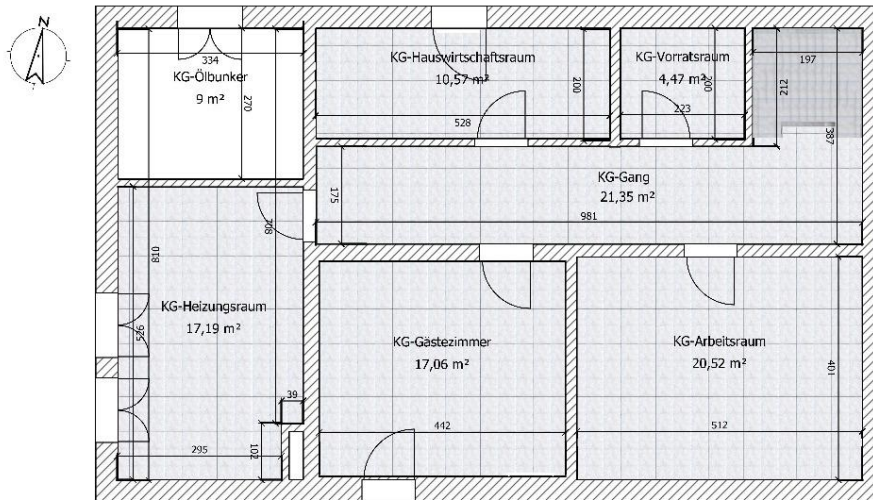 N
334
KG-Ölbunker
9 m²
270
KG-Hauswirtschaftsraum
10,57 m²
200
528
KG-Vorratsraum
4,47 m²
200
223
197
212
387
KG-Gang
21,35 m²
175
981
708
810
526
KG-Heizungsraum
17,19 m²
39
102
295
KG-Gästezimmer
17,06 m²
442
KG-Arbeitsraum
20,52 m²
401
512